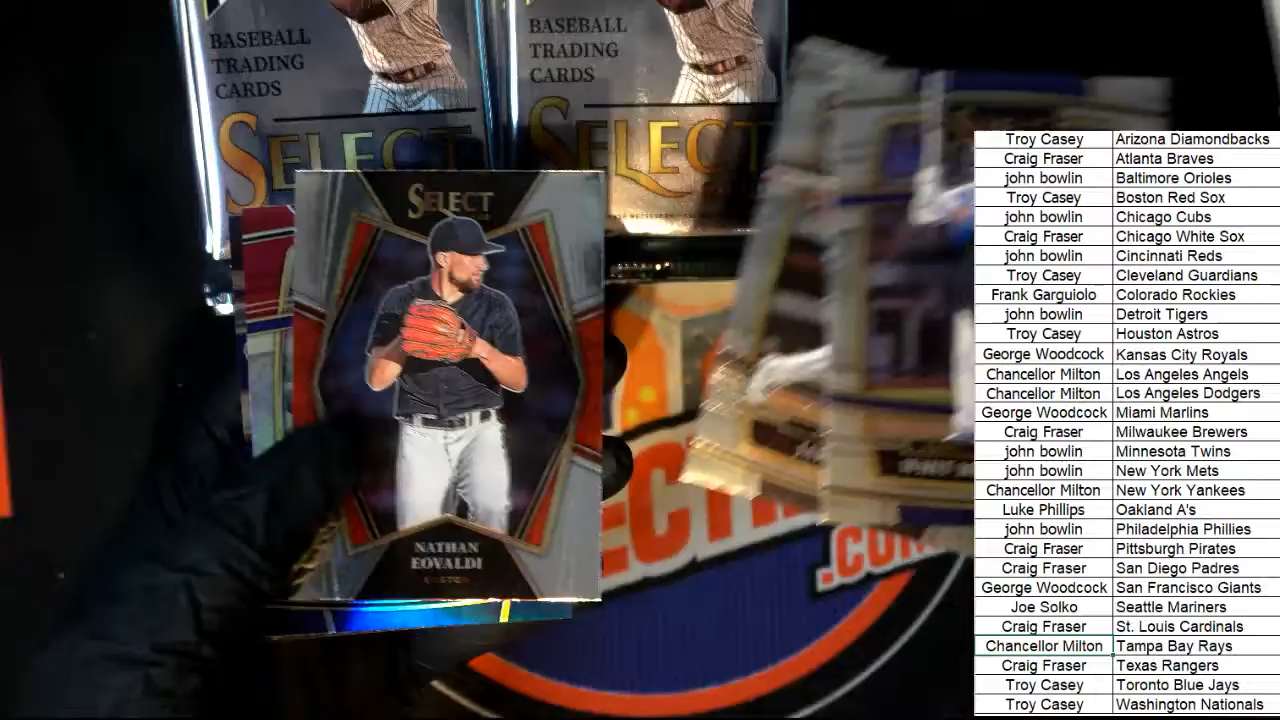 BASEBALL
TRADING
CARDS
SELECT
BASEBALL
TRADING
CARDS
SELECT
SELECT
NATHAN
EOVALDI
.COM
Troy Casey Arizona Diamondbacks
Craig Fraser Atlanta Braves
john bowlin Baltimore Orioles
Troy Casey Boston Red Sox
john bowlin Chicago Cubs
Craig Fraser Chicago White Sox
john bowlin Cincinnati Reds
Troy Casey Cleveland Guardians
Frank Garguiolo Colorado Rockies
john bowlin Detroit Tigers
Troy Casey Houston Astros
George Woodcock Kansas City Royals
Chancellor Milton Los Angeles Angels
Chancellor Milton Los Angeles Dodgers
George Woodcock Miami Marlins
Craig Fraser Milwaukee Brewers
john bowlin Minnesota Twins
john bowlin New York Mets
Chancellor Milton New York Yankees
Luke Phillips Oakland A's
john bowlin Philadelphia Phillies
Craig Fraser Pittsburgh Pirates
Craig Fraser San Diego Padres
George Woodcock San Francisco Giants
Joe Solko Seattle Mariners
Craig Fraser St. Louis Cardinals
Chancellor Milton Tampa Bay Rays
Craig Fraser Texas Rangers
Troy Casey Toronto Blue Jays
Troy Casey Washington Nationals